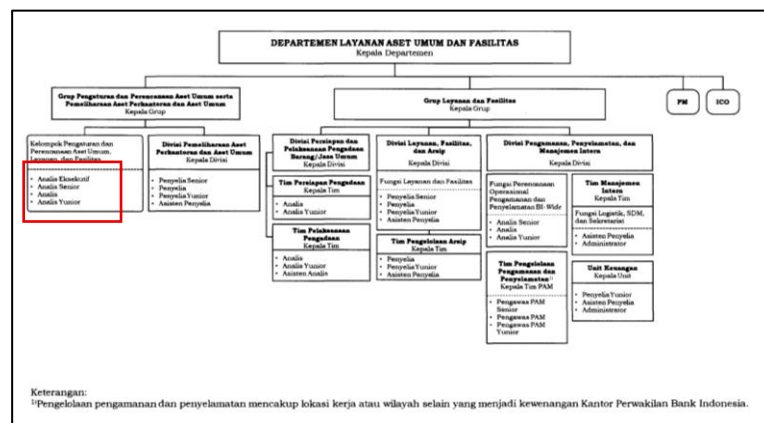 DEPARTEMEN LAYANAN ASET UMUM DAN FASILITAS
Kepala Departemen
Grup Pengaturan dan Perencanaan Aset Umum serta
Pemeliharaan Aset Perkantoran dan Aset Umum
Kepala Grup
Grup Layanan dan Fasilitas
Kepala Grup
PM
ICO
Kelompok Pengaturan dan
Perencanaan Aset Umum,
Layanan, dan Fasilitas
• Analis Eksekutif
• Analis Senior
• Analis
• Analis Yunior
Divisi Pemeliharaan Aset
Perkantoran dan Aset Umum
Kepala Divisi
• Penyelia Senior
• Penyelia
• Penyelia Yunior
• Asisten Penyelia
Divisi Persiapan dan
Pelaksanaan Pengadaan
Barang/Jasa Umum
Kepala Divisi
Tim Persiapan Pengadaan
Kepala Tim
• Analis
• Analis Yunior
Tim Pelaksanaan
Pengadaan
Kepala Tim
• Analis
• Analis Yunior
• Asisten Analis
Divisi Layanan, Fasilitas,
dan Arsip
Kepala Divisi
Fungsi Layanan dan Fasilitas
• Penyelia Senior
• Penyelia
• Penyelia Yunior
• Asisten Penyelia
Tim Pengelolaan Arsip
Kepala Tim
• Penyelia
• Penyelia Yunior
• Asisten Penyelia
Divisi Pengamanan, Penyelamatan, dan
Manajemen Intern
Kepala Divisi
Fungsi Perencanaan
Operasional
Pengamanan dan
Penyelamatan BI-Wide
• Analis Senior
• Analis
• Analis Yunior
Tim Pengelolaan
Pengamanan dan
Penyelamatan¹⁾
Kepala Tim PAM
• Pengawas PAM
Senior
• Pengawas PAM
• Pengawas PAM
Yunior
Tim Manajemen
Intern
Kepala Tim
Fungsi Logistik, SDM,
dan Sekretariat
• Asisten Penyelia
• Administrator
Unit Keuangan
Kepala Unit
• Penyelia Yunior
• Asisten Penyelia
• Administrator
Keterangan:
¹⁾Pengelolaan pengamanan dan penyelamatan mencakup lokasi kerja atau wilayah selain yang menjadi kewenangan Kantor Perwakilan Bank Indonesia.